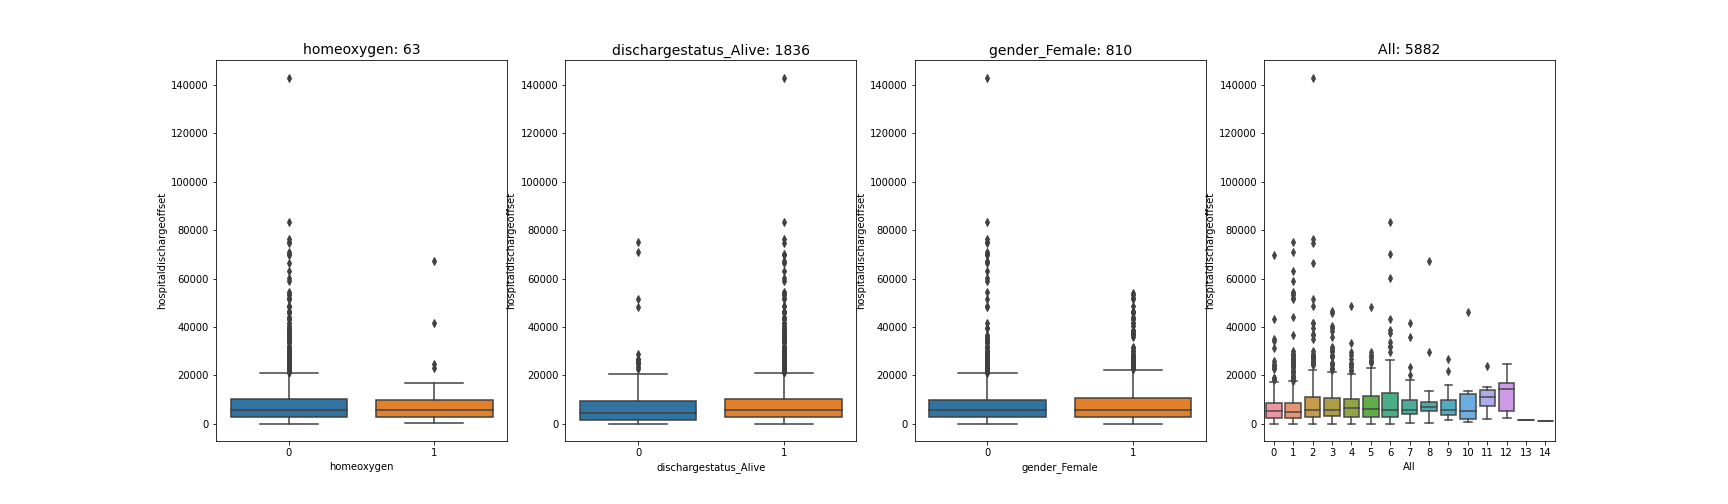 homeoxygen: 63
140000
120000
100000
80000
60000
40000
20000
0
hospitaldischargeoffset
0 1
homeoxygen
dischargestatus_Alive: 1836
140000
120000
100000
80000
60000
40000
20000
0
hospitaldischargeoffset
0 1
dischargestatus_Alive
gender_Female: 810
140000
120000
100000
80000
60000
40000
20000
0
hospitaldischargeoffset
0 1
gender_Female
All: 5882
140000
120000
100000
80000
60000
40000
20000
0
hospitaldischargeoffset
0 1 2 3 4 5 6 7 8 9 10 11 12 13 14
All